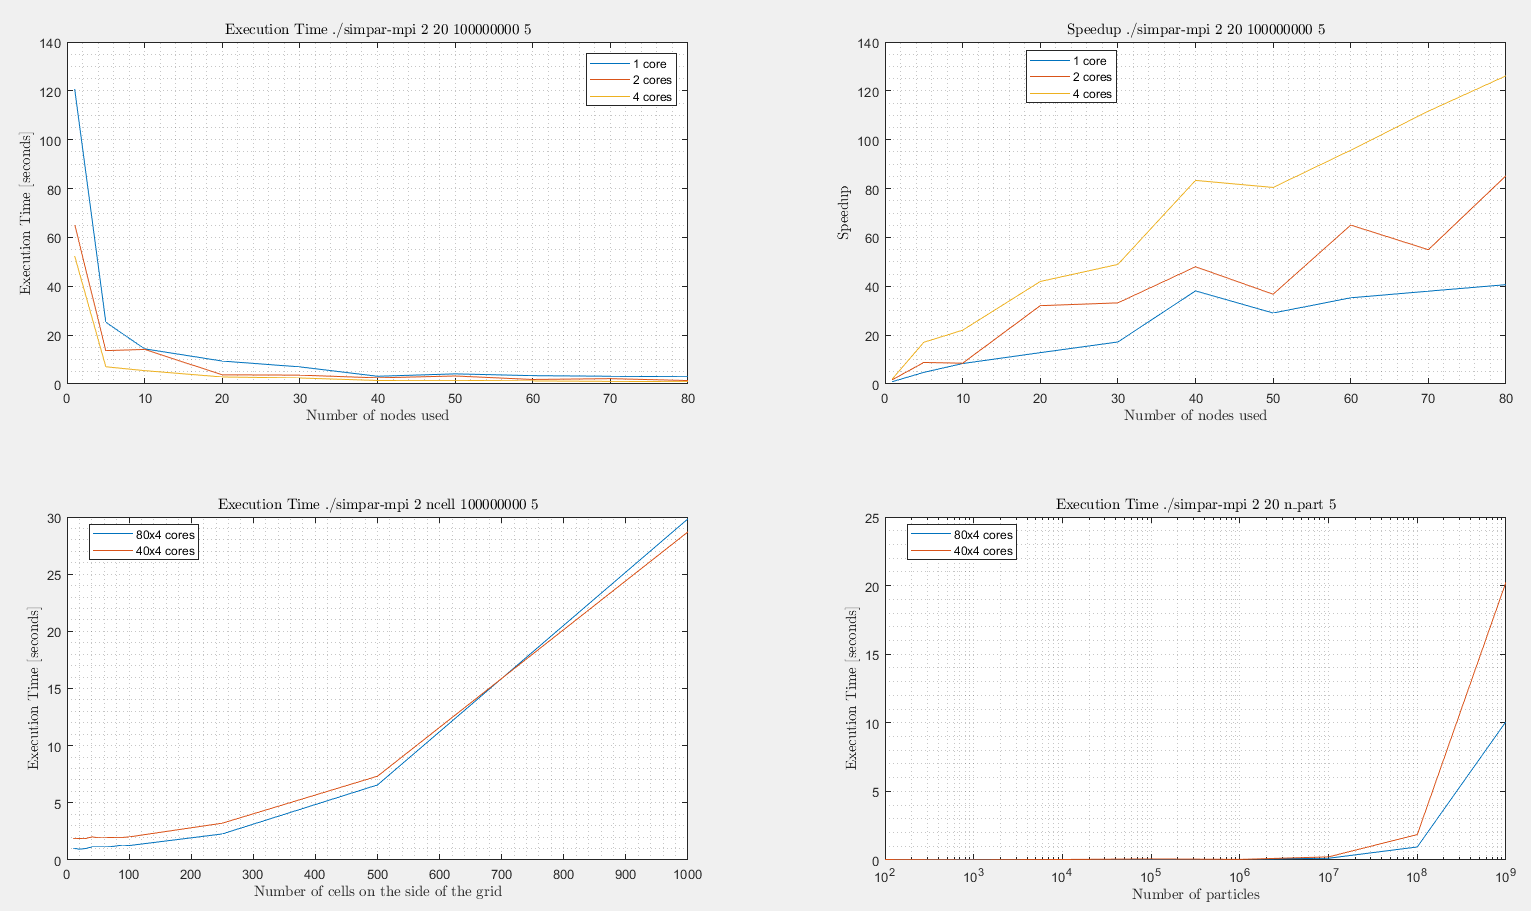 Execution Time ./simpar-mpi 2 20 100000000 5
140
120
100
80
60
40
20
0
Execution Time [seconds]
1 core
2 cores
4 cores
0 10 20 30 40 50 60 70 80
Number of nodes used
Speedup ./simpar-mpi 2 20 100000000 5
140
120
100
80
60
40
20
0
Speedup
1 core
2 cores
4 cores
0 10 20 30 40 50 60 70 80
Number of nodes used
Execution Time ./simpar-mpi 2 ncell 100000000 5
30
25
20
15
10
5
0
Execution Time [seconds]
80x4 cores
40x4 cores
0 100 200 300 400 500 600 700 800 900 1000
Number of cells on the side of the grid
Execution Time ./simpar-mpi 2 20 n.part 5
25
20
15
10
5
0
Execution Time [seconds]
80x4 cores
40x4 cores
10² 10³ 10⁴ 10⁵ 10⁶ 10⁷ 10⁸ 10⁹
Number of particles